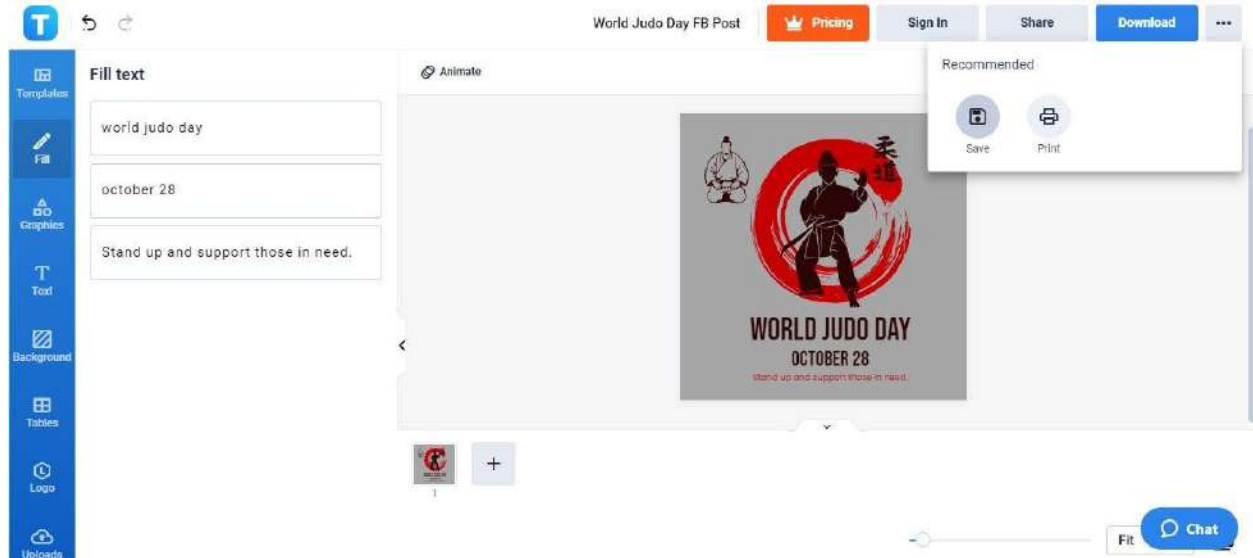 T
World Judo Day FB Post
Pricing
Sign In
Share
Download
Templates
Fill
Graphics
Text
Background
Tables
Logo
Uploads
Fill text
world judo day
october 28
Stand up and support those in need.
Animate
Recommended
Save
Print
柔道
WORLD JUDO DAY
OCTOBER 28
Stand up and support those in need.
1
+
Fit
Chat